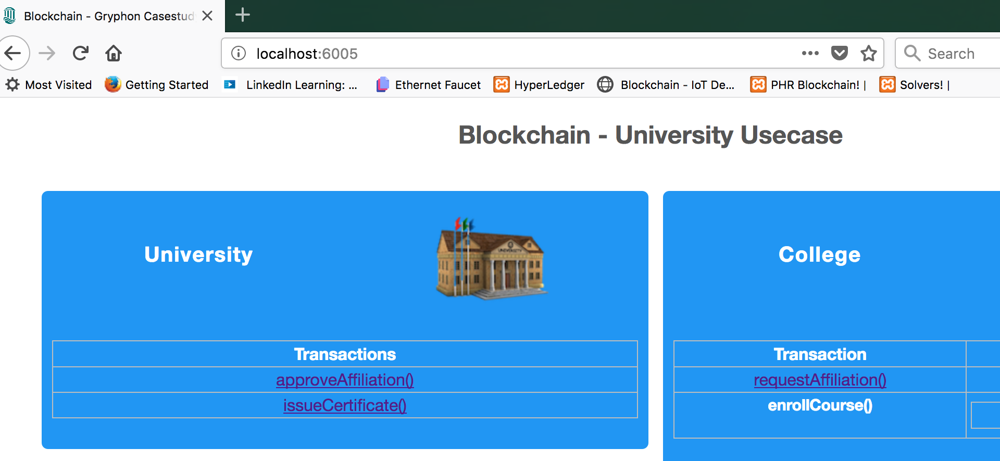 Blockchain - Gryphon Casestud
localhost:6005
Search
Most Visited
Getting Started
LinkedIn Learning: ...
Ethernet Faucet
HyperLedger
Blockchain - IoT De...
PHR Blockchain! |
Solvers! |
Blockchain - University Usecase
University
UNIVERSITY
College
Transactions
approveAffiliation()
issueCertificate()
Transaction
requestAffiliation()
enrollCourse()